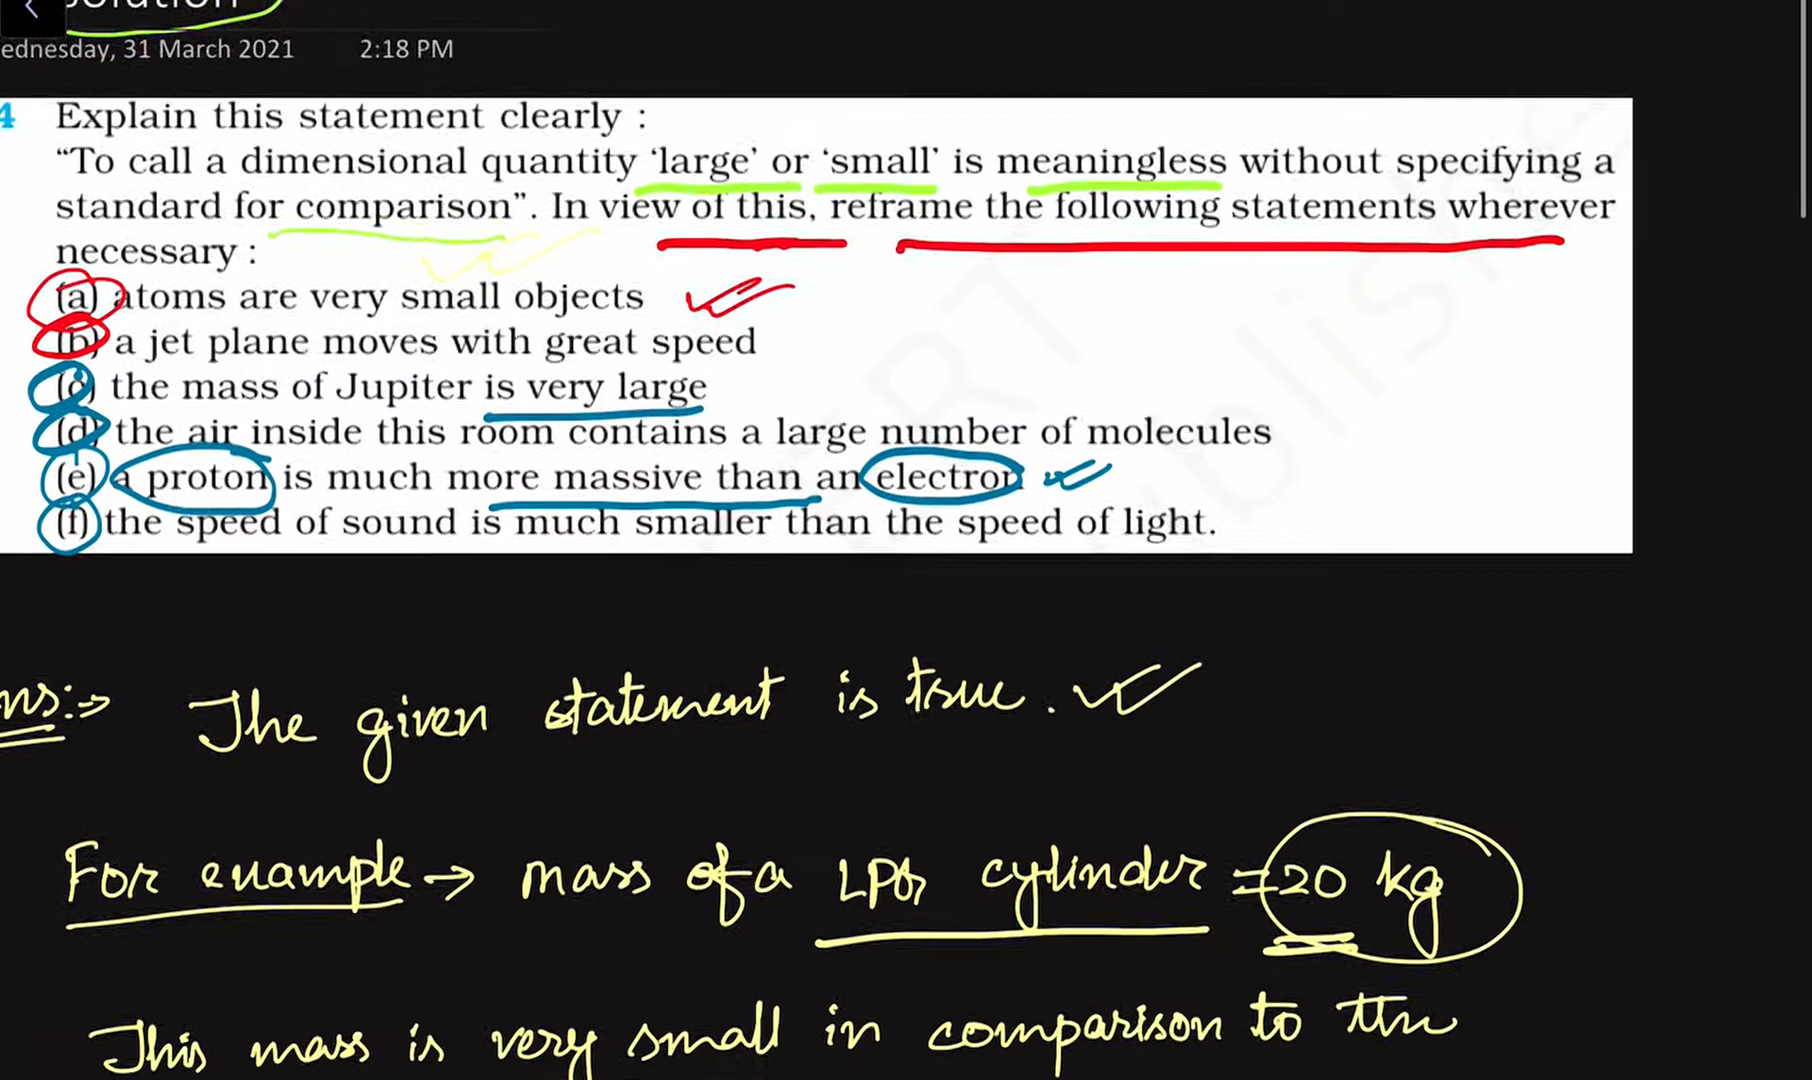 ednesday, 31 March 2021 2:18 PM
4 Explain this statement clearly :
“To call a dimensional quantity ‘large’ or ‘small’ is meaningless without specifying a
standard for comparison”. In view of this, reframe the following statements wherever
necessary :
(a) atoms are very small objects
(b) a jet plane moves with great speed
(c) the mass of Jupiter is very large
(d) the air inside this room contains a large number of molecules
(e) a proton is much more massive than an electron
(f) the speed of sound is much smaller than the speed of light.
ns:→ The given statement is true.
For example → mass of a LPG cylinder = 20 kg
This mass is very small in comparison to